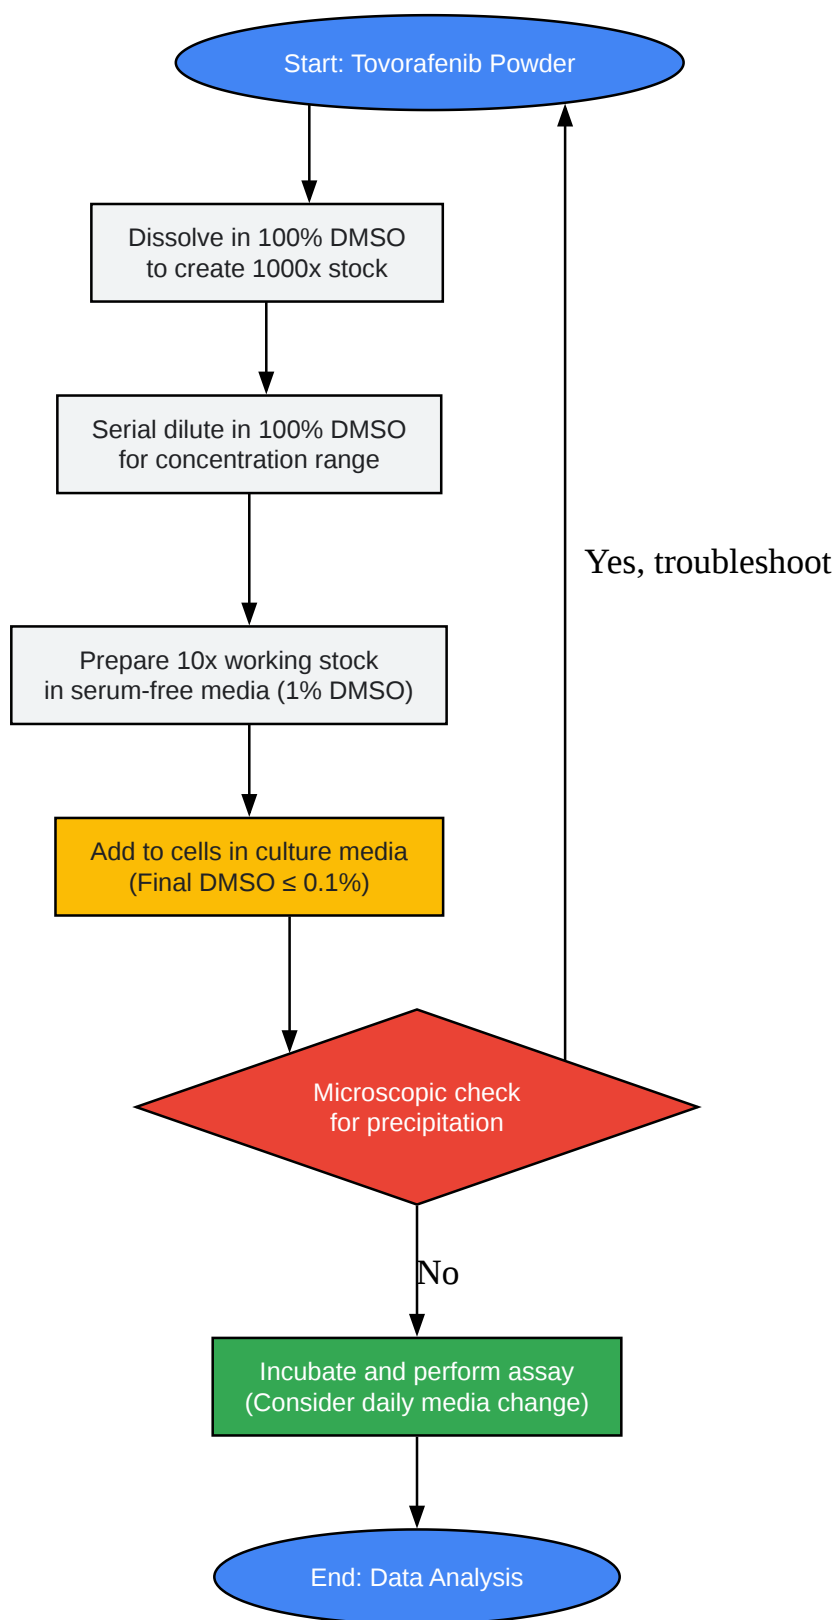 Start: Tovorafenib Powder
Dissolve in 100% DMSO
to create 1000x stock
Serial dilute in 100% DMSO
for concentration range
Yes, troubleshoot
Prepare 10x working stock
in serum-free media (1% DMSO)
Add to cells in culture media
(Final DMSO ≤ 0.1%)
Microscopic check
for precipitation
No
Incubate and perform assay
(Consider daily media change)
End: Data Analysis